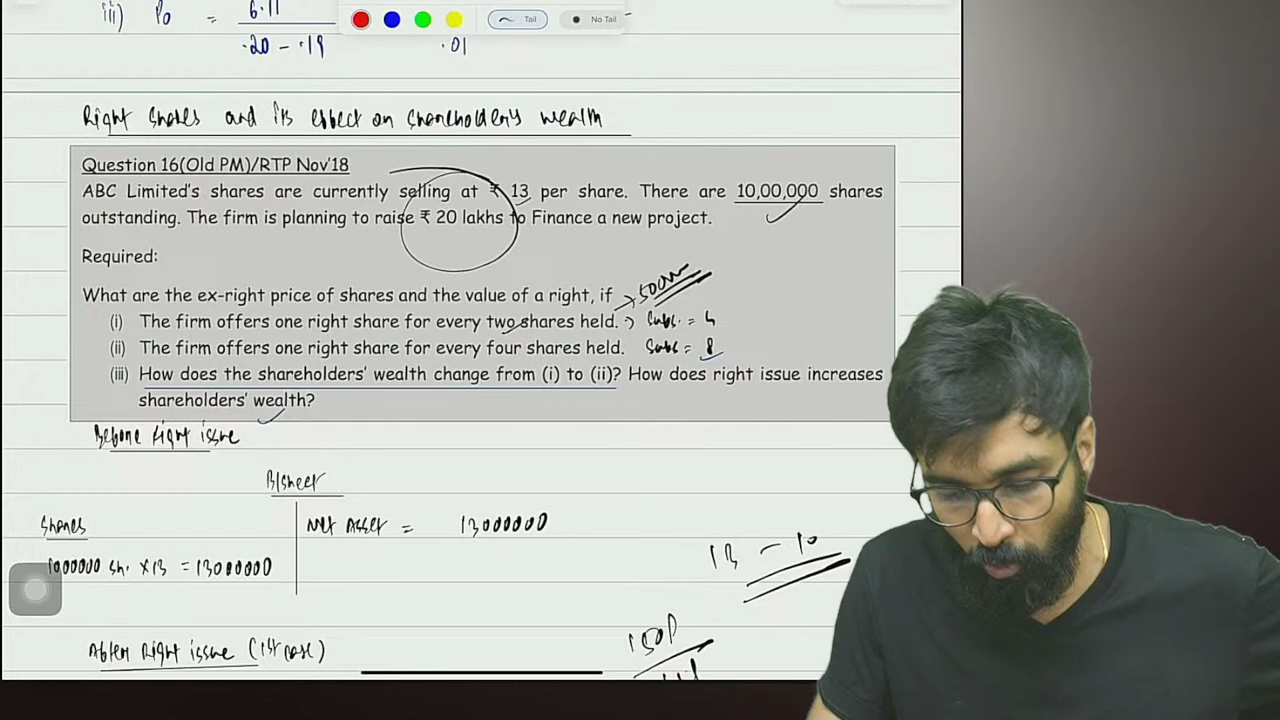 iii) P₀ = 6.11
.20 - .19 .01
Tail No Tail
Right Shares and its effect on shareholder's wealth
Question 16(Old PM)/RTP Nov'18
ABC Limited's shares are currently selling at ₹ 13 per share. There are 10,00,000 shares
outstanding. The firm is planning to raise ₹ 20 lakhs to Finance a new project.
Required:
What are the ex-right price of shares and the value of a right, if
(i) The firm offers one right share for every two shares held. Subs. = 4
(ii) The firm offers one right share for every four shares held. Subs = 8
(iii) How does the shareholders' wealth change from (i) to (ii)? How does right issue increases
shareholders' wealth?
Before right issue
B/Sheet
Shares Net Asset = 13000000
1000000 sh. x 13 = 13000000
13 - 10
After Right issue (1st case)